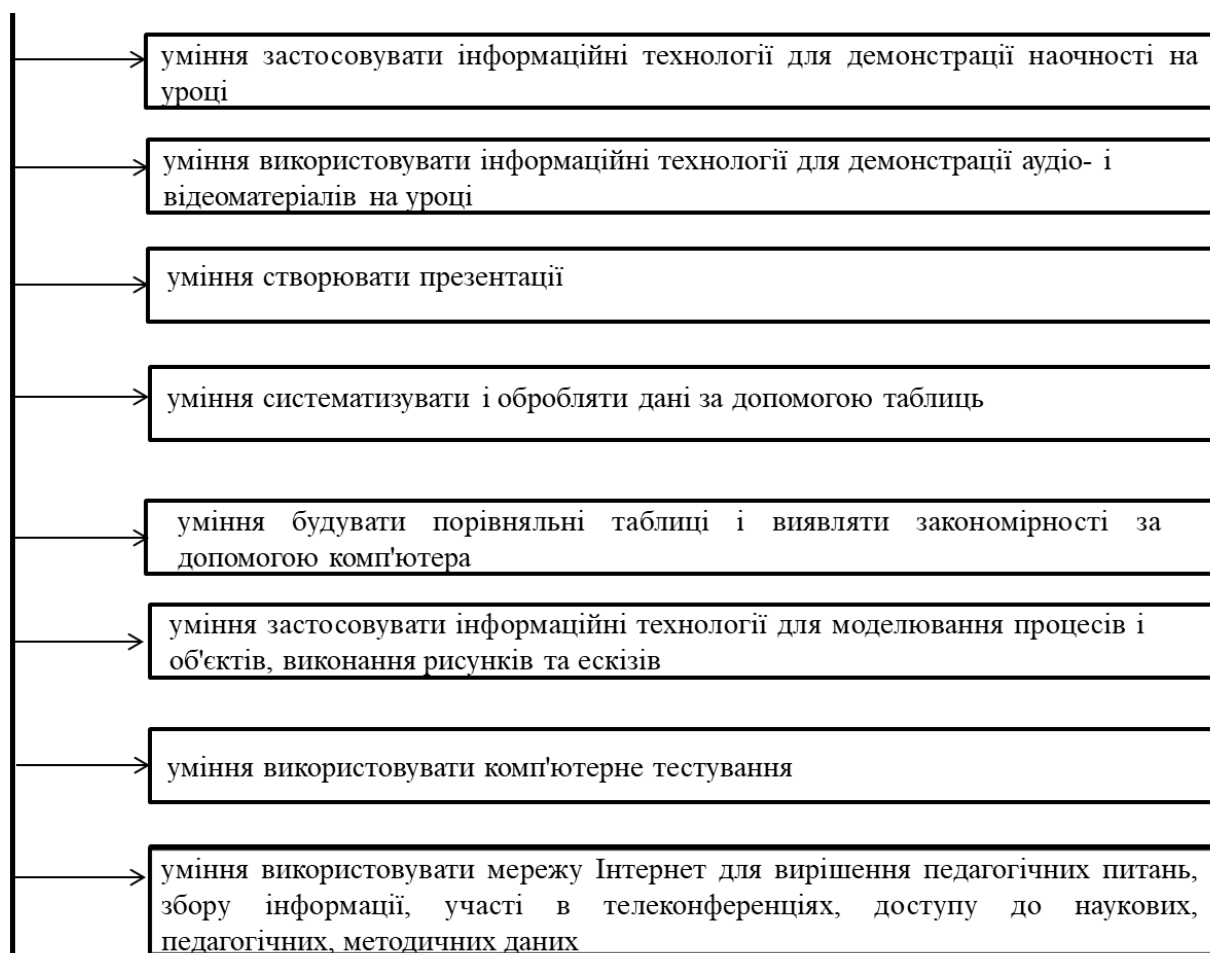 уміння застосовувати інформаційні технології для демонстрації наочності на
уроці
уміння використовувати інформаційні технології для демонстрації аудіо- і
відеоматеріалів на уроці
уміння створювати презентації
уміння систематизувати і обробляти дані за допомогою таблиць
уміння будувати порівняльні таблиці і виявляти закономірності за
допомогою комп'ютера
уміння застосовувати інформаційні технології для моделювання процесів і
об'єктів, виконання рисунків та ескізів
уміння використовувати комп'ютерне тестування
уміння використовувати мережу Інтернет для вирішення педагогічних питань,
збору інформації, участі в телеконференціях, доступу до наукових,
педагогічних, методичних даних